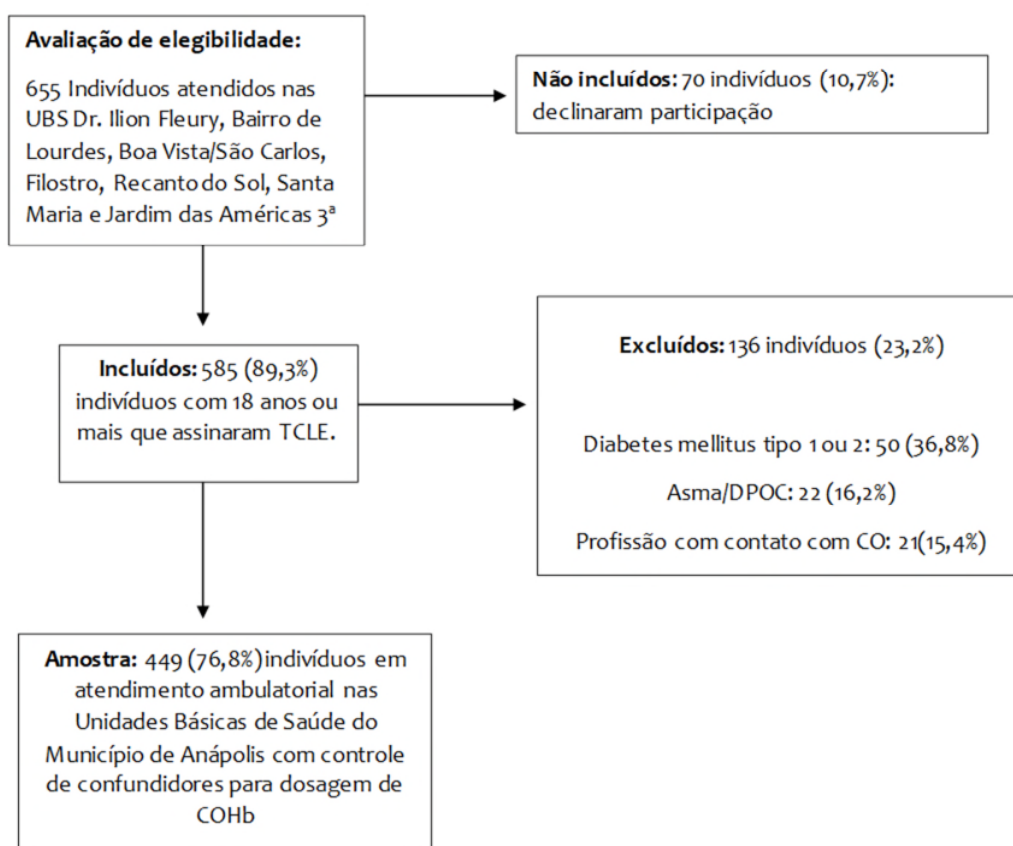 Avaliação de elegibilidade:
655 Indivíduos atendidos nas
UBS Dr. Ilion Fleury, Bairro de
Lourdes, Boa Vista/São Carlos,
Filostro, Recanto do Sol, Santa
Maria e Jardim das Américas 3ª
Não incluídos: 70 indivíduos (10,7%):
declinaram participação
Incluídos: 585 (89,3%)
indivíduos com 18 anos ou
mais que assinaram TCLE.
Excluídos: 136 indivíduos (23,2%)
Diabetes mellitus tipo 1 ou 2: 50 (36,8%)
Asma/DPOC: 22 (16,2%)
Profissão com contato com CO: 21(15,4%)
Amostra: 449 (76,8%)indivíduos em
atendimento ambulatorial nas
Unidades Básicas de Saúde do
Município de Anápolis com controle
de confundidores para dosagem de
COHb